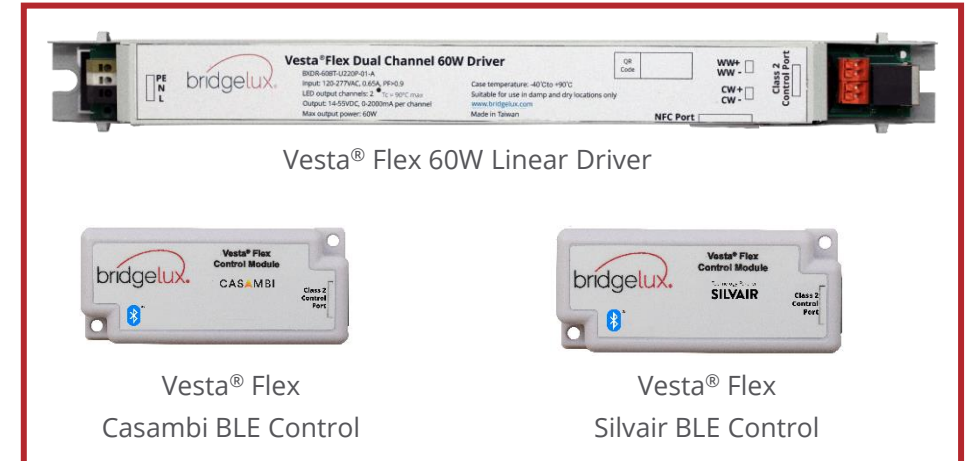 Vesta® Flex Dual Channel 60W Driver
BXDR-60BT-U220P-01-A
Input: 120-277VAC, 0.65A, PF>0.9
LED output channels: 2 Tc = 90°C max
Output: 14-55VDC, 0-2000mA per channel
Max output power: 60W
PE
N
L
bridgelux.
Case temperature: -40°Cto +90°C
Suitable for use in damp and dry locations only
www.bridgelux.com
Made in Taiwan
QR
Code
NFC Port
WW+
WW -
CW +
CW -
Class 2
Control Port
Vesta® Flex 60W Linear Driver
bridgelux.
Vesta® Flex
Control Module
CASAMBI
Class 2
Control
Port
Vesta® Flex
Casambi BLE Control
bridgelux.
Vesta® Flex
Control Module
SILVAIR
Class 2
Control
Port
Vesta® Flex
Silvair BLE Control